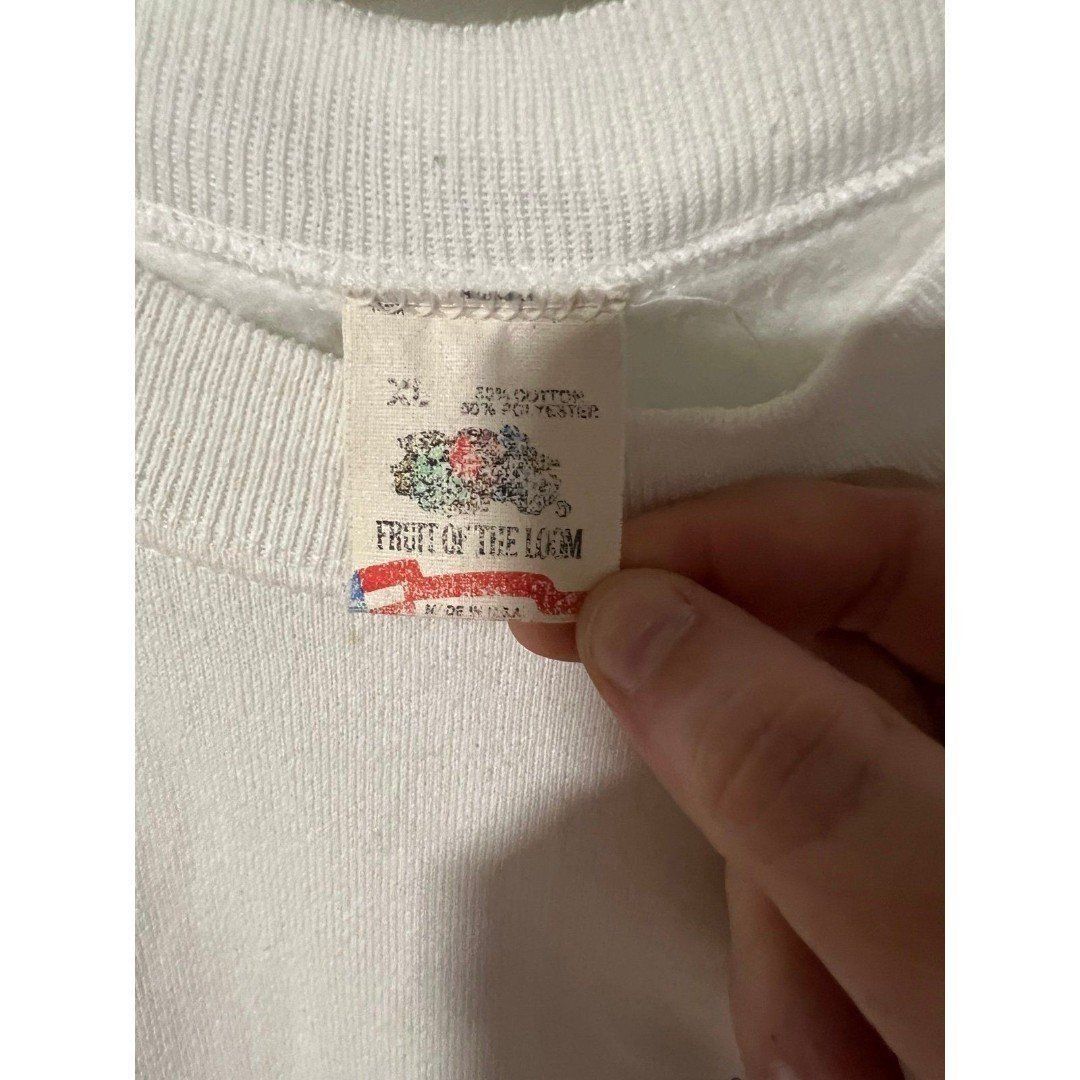 XL
50% COTTON
50% POLYESTER
®
FRUIT OF THE LOOM
MADE IN U.S.A.